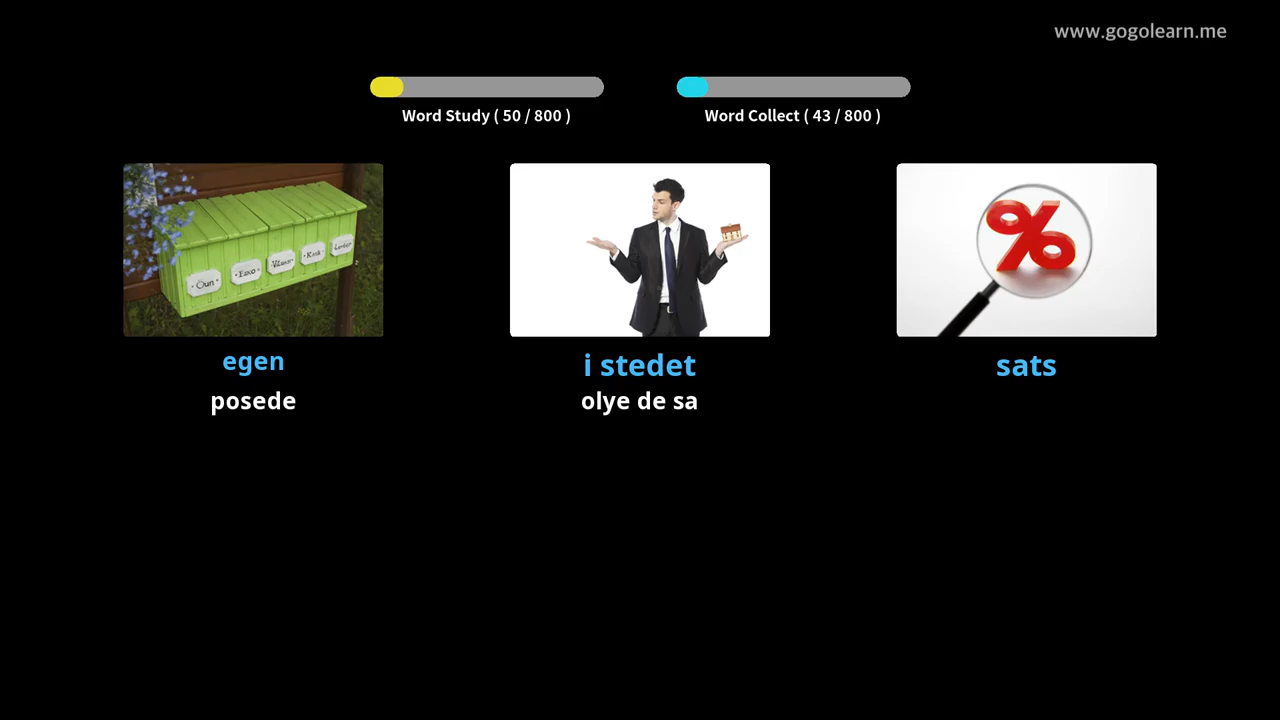 www.gogolearn.me
Word Study ( 50 / 800 )
Word Collect ( 43 / 800 )
%
egen
i stedet
sats
posede
olye de sa